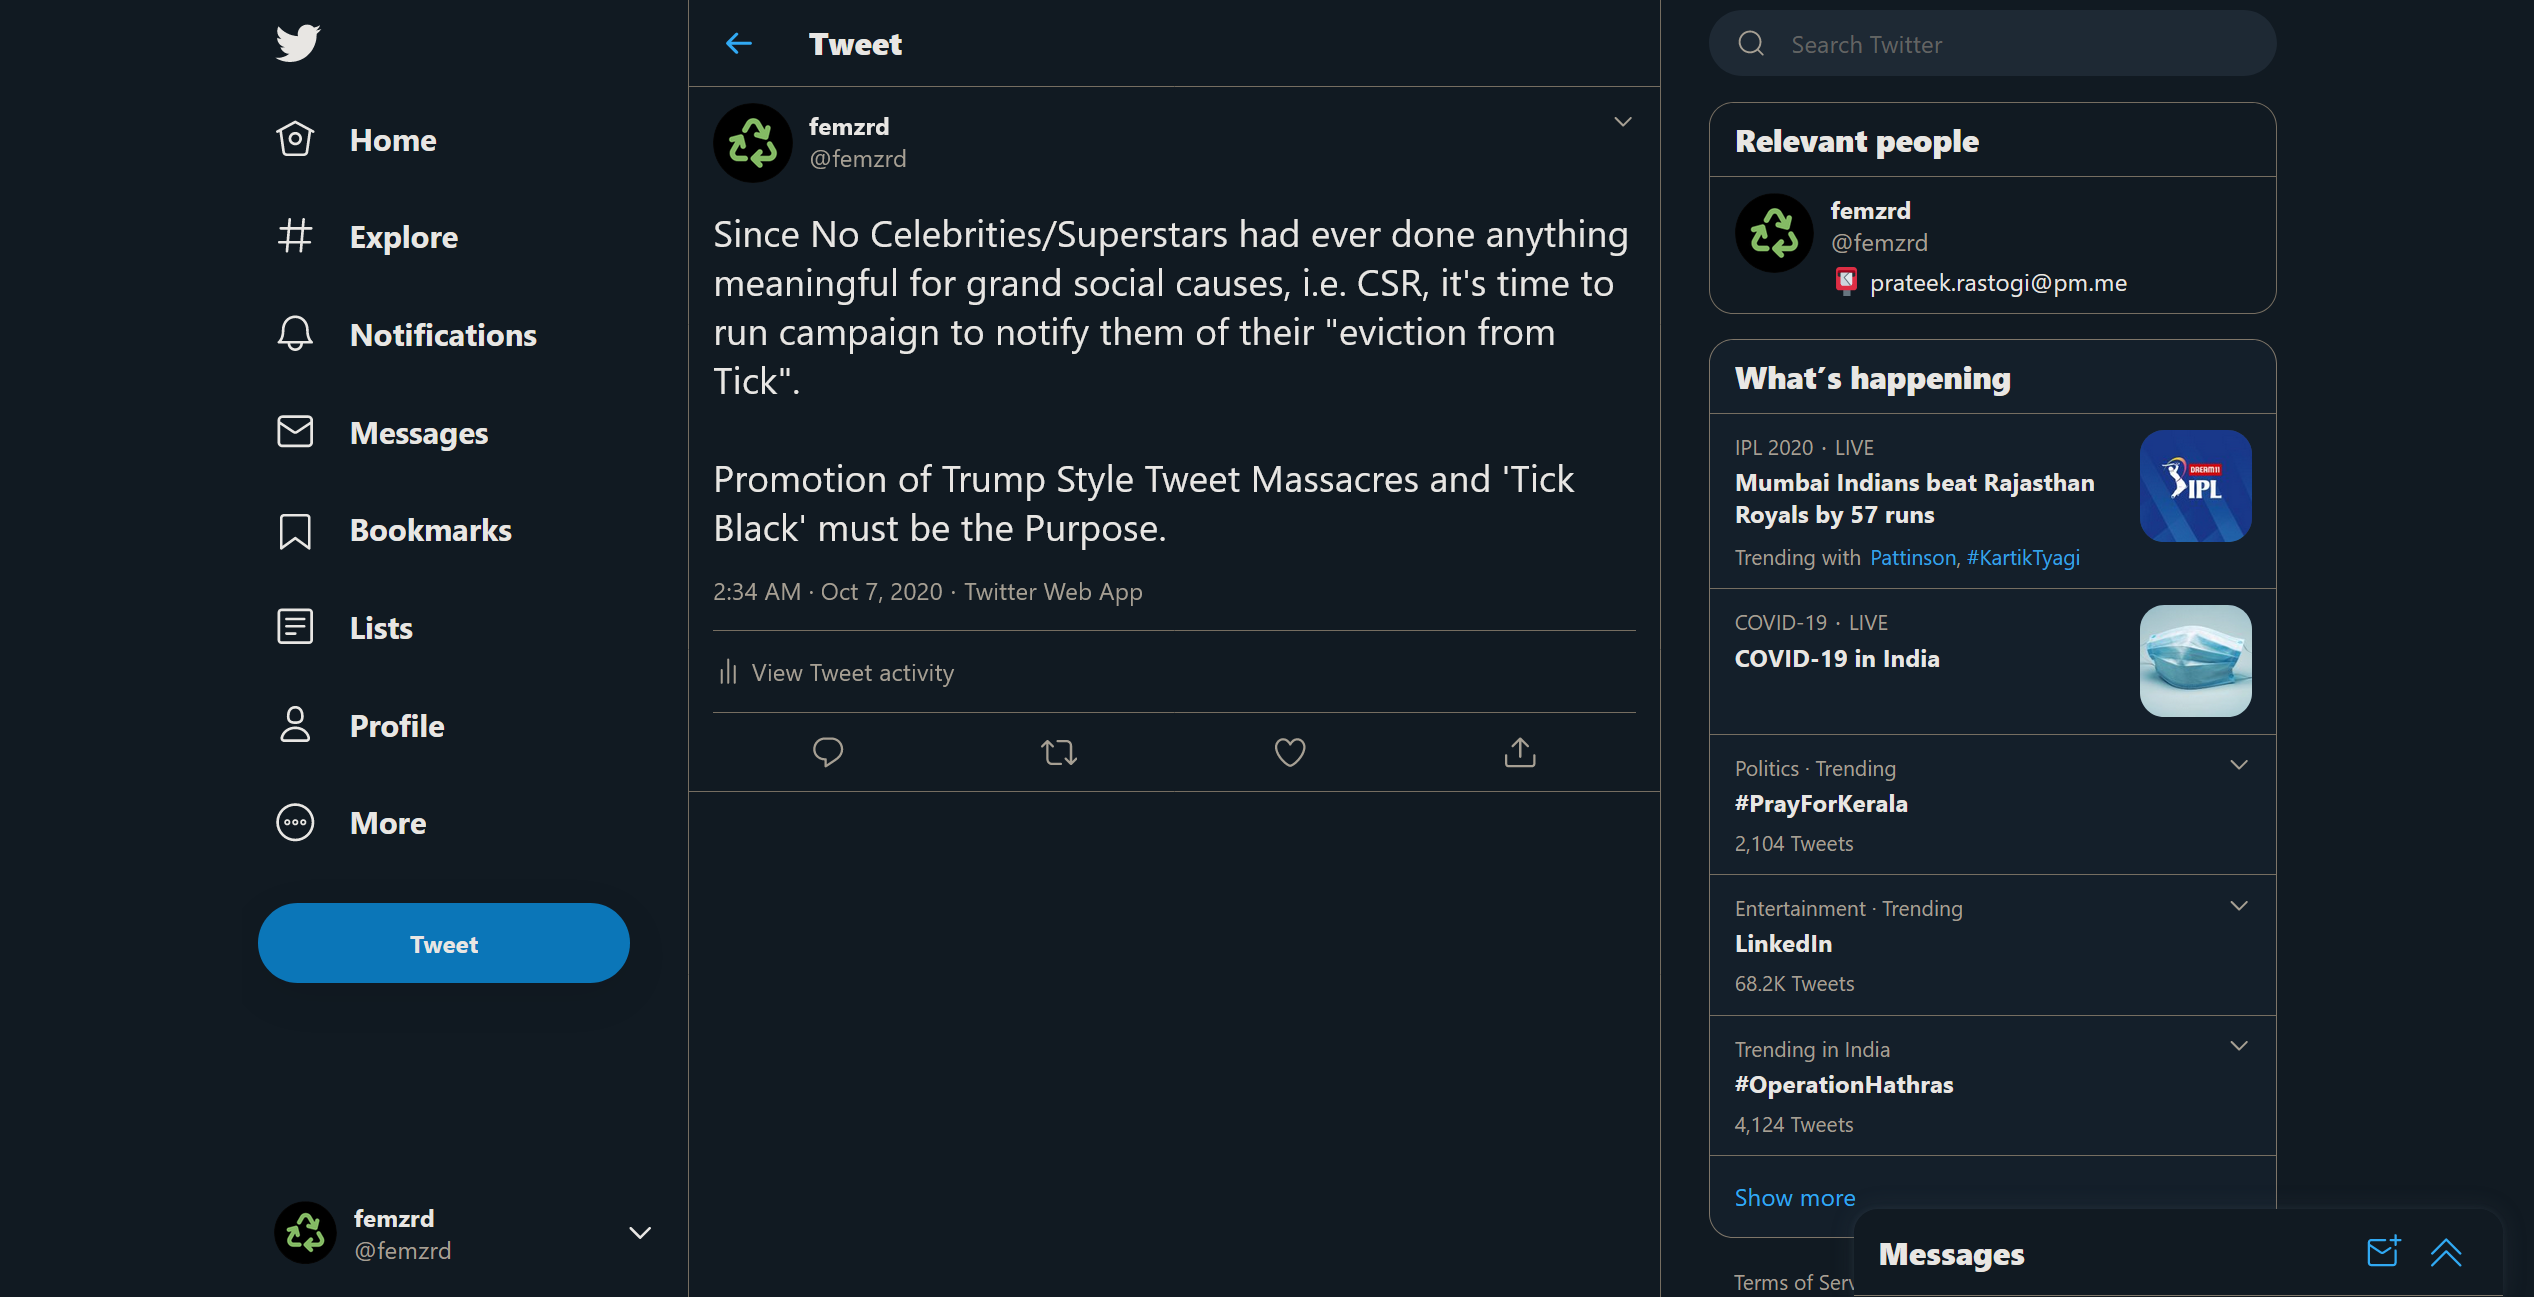 Home
Explore
Notifications
Messages
Bookmarks
Lists
Profile
More
Tweet
femzrd
@femzrd
Tweet
femzrd
@femzrd
Since No Celebrities/Superstars had ever done anything
meaningful for grand social causes, i.e. CSR, it's time to
run campaign to notify them of their "eviction from
Tick".
Promotion of Trump Style Tweet Massacres and 'Tick
Black' must be the Purpose.
2:34 AM · Oct 7, 2020 · Twitter Web App
View Tweet activity
Search Twitter
Relevant people
femzrd
@femzrd
prateek.rastogi@pm.me
What's happening
IPL 2020 · LIVE
Mumbai Indians beat Rajasthan
Royals by 57 runs
Trending with Pattinson, #KartikTyagi
DREAM11
IPL
COVID-19 · LIVE
COVID-19 in India
Politics · Trending
#PrayForKerala
2,104 Tweets
Entertainment · Trending
LinkedIn
68.2K Tweets
Trending in India
#OperationHathras
4,124 Tweets
Show more
Messages
Terms of Serv